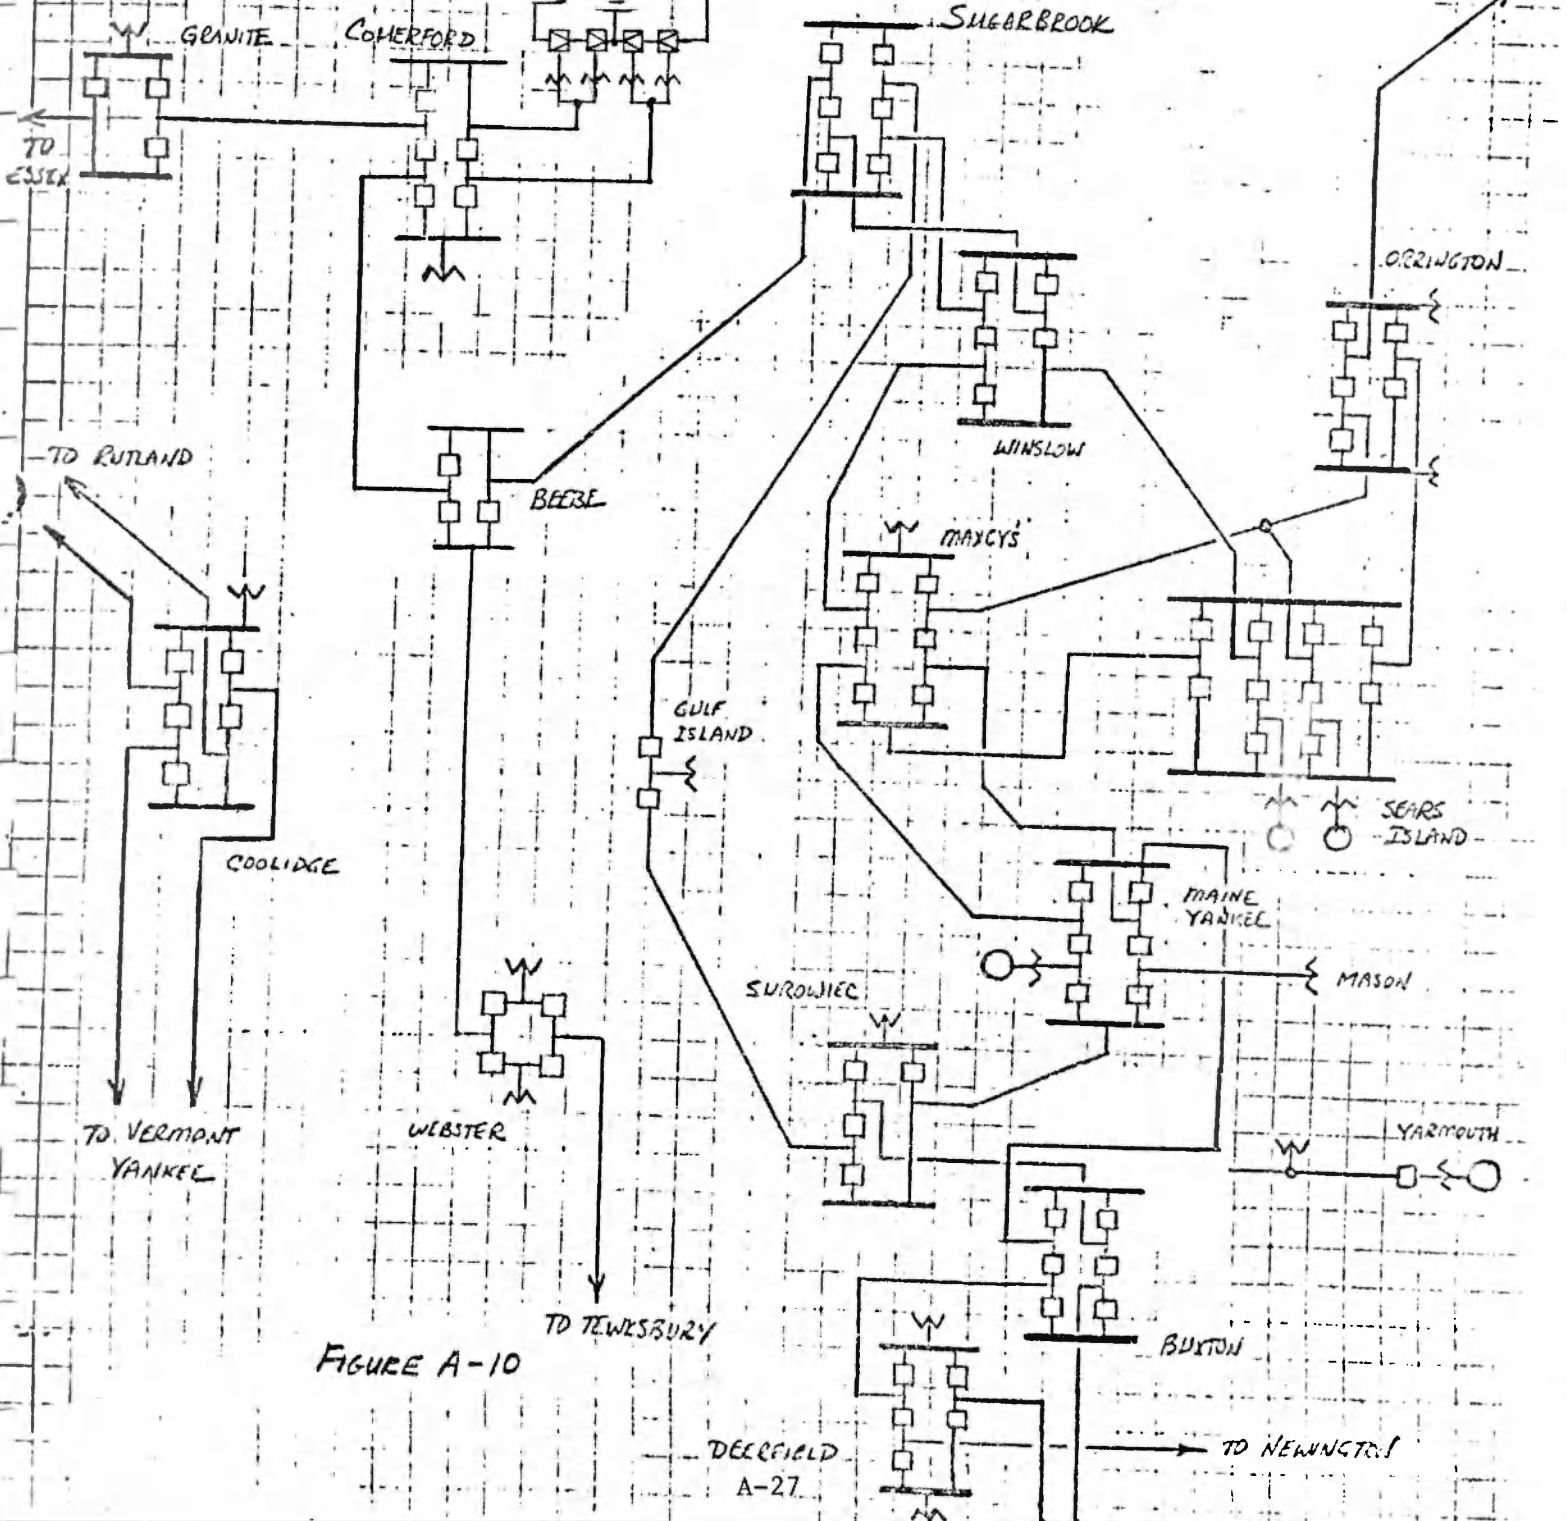 SUGARBROOK
GRANITE
COMERFORD
TO
ESSEX
ORRINGTON
TO RUTLAND
WINSLOW
BEEBE
MAXCYS
GULF
ISLAND
SEARS
ISLAND
COOLIDGE
MAINE
YANKEE
MASON
SUROWIEC
TO VERMONT
YANKEE
WEBSTER
YARMOUTH
TO TEWKSBURY
BUXTON
FIGURE A-10
DEERFIELD
TO NEWINGTON
A-27